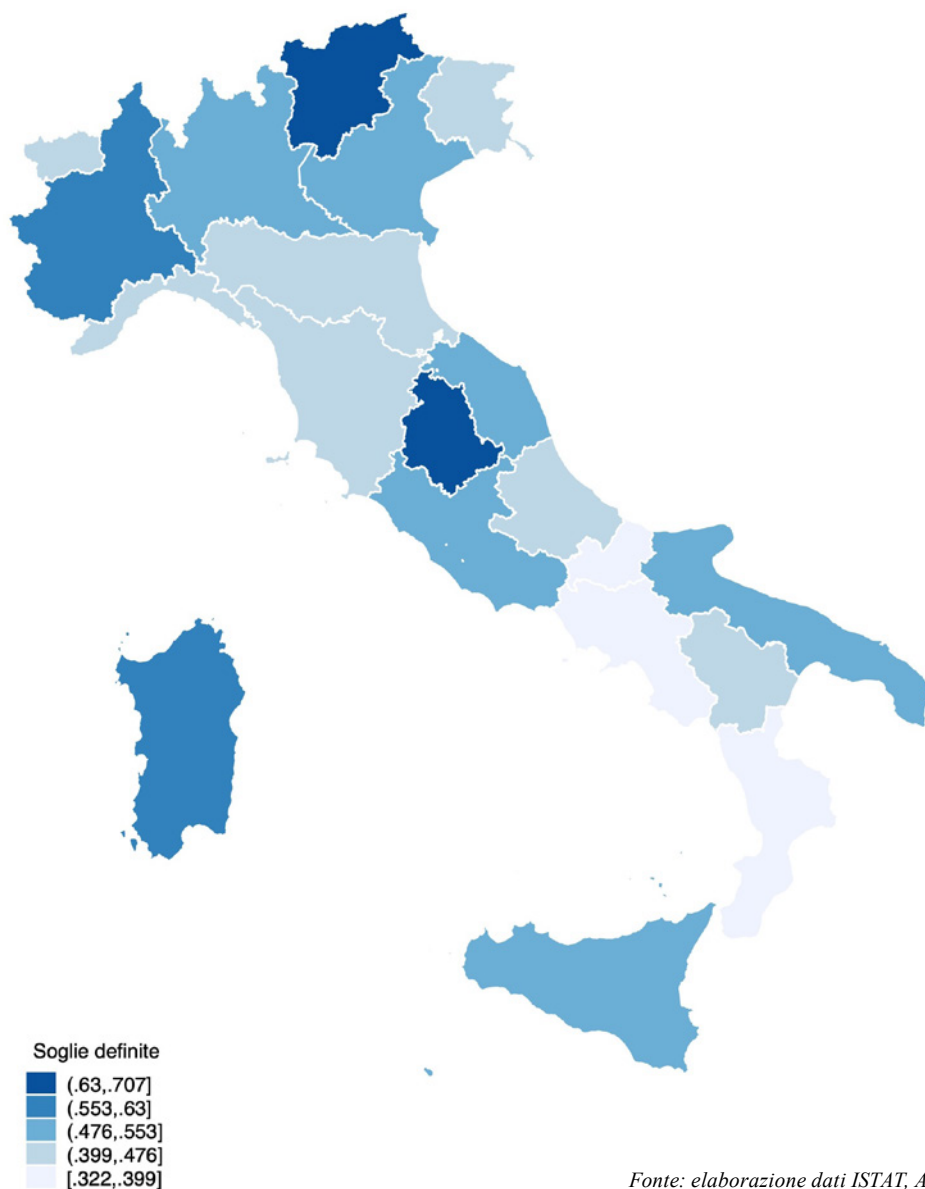 Soglie definite
(.63,.707]
(.553,.63]
(.476,.553]
(.399,.476]
[.322,.399]
Fonte: elaborazione dati ISTAT, A